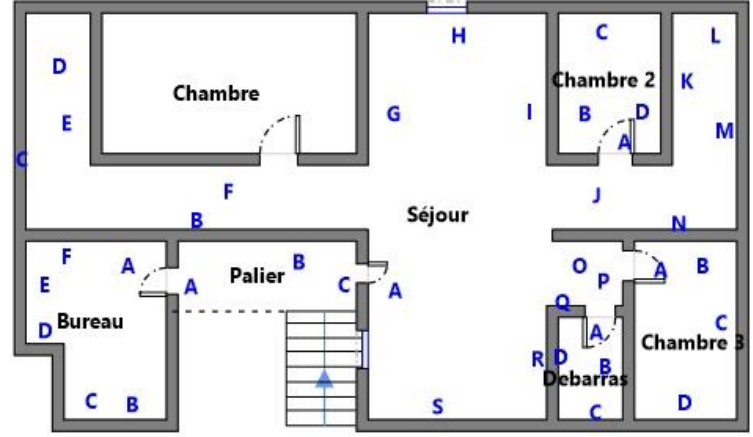 H
L
C
D
K
Chambre 2
Chambre
G
I
B
D
E
M
A
C
F
J
B
Séjour
N
F
A
B
O
A
B
E
Palier
P
A
C
A
Q
D
Bureau
C
A
Chambre 3
R
D
B
Debarras
C
B
S
C
D